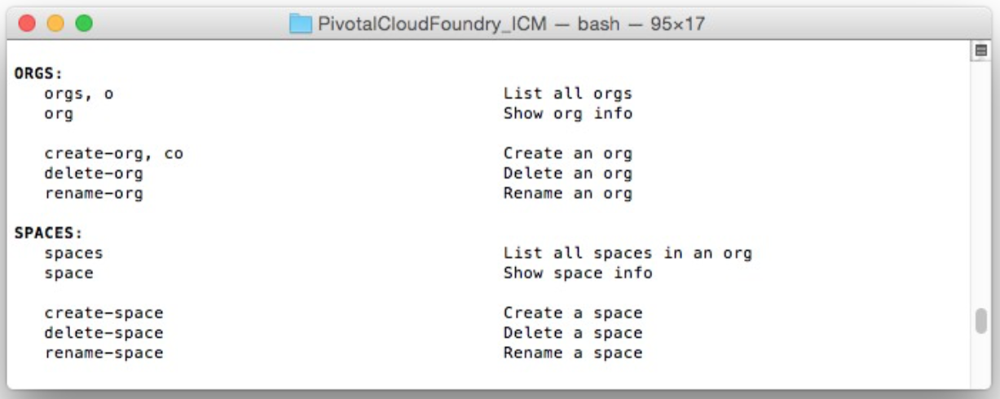 PivotalCloudFoundry_ICM — bash — 95×17
ORGS:
orgs, o List all orgs
org Show org info
create-org, co Create an org
delete-org Delete an org
rename-org Rename an org
SPACES:
spaces List all spaces in an org
space Show space info
create-space Create a space
delete-space Delete a space
rename-space Rename a space